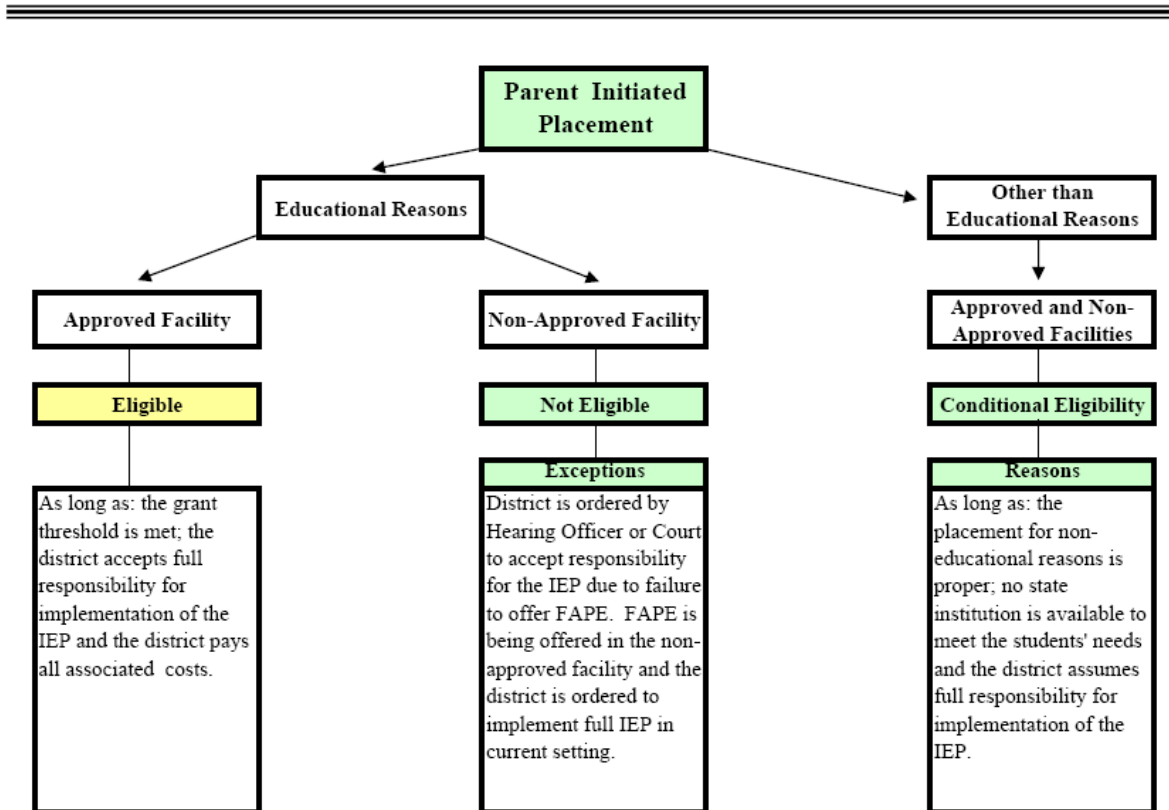 Parent Initiated
Placement
Educational Reasons
Other than
Educational Reasons
Approved Facility
Non-Approved Facility
Approved and Non-
Approved Facilities
Eligible
Not Eligible
Conditional Eligibility
As long as: the grant
threshold is met; the
district accepts full
responsibility for
implementation of the
IEP and the district pays
all associated costs.
Exceptions
District is ordered by
Hearing Officer or Court
to accept responsibility
for the IEP due to failure
to offer FAPE. FAPE is
being offered in the non-
approved facility and the
district is ordered to
implement full IEP in
current setting.
Reasons
As long as: the
placement for non-
educational reasons is
proper; no state
institution is available to
meet the students' needs
and the district assumes
full responsibility for
implementation of the
IEP.